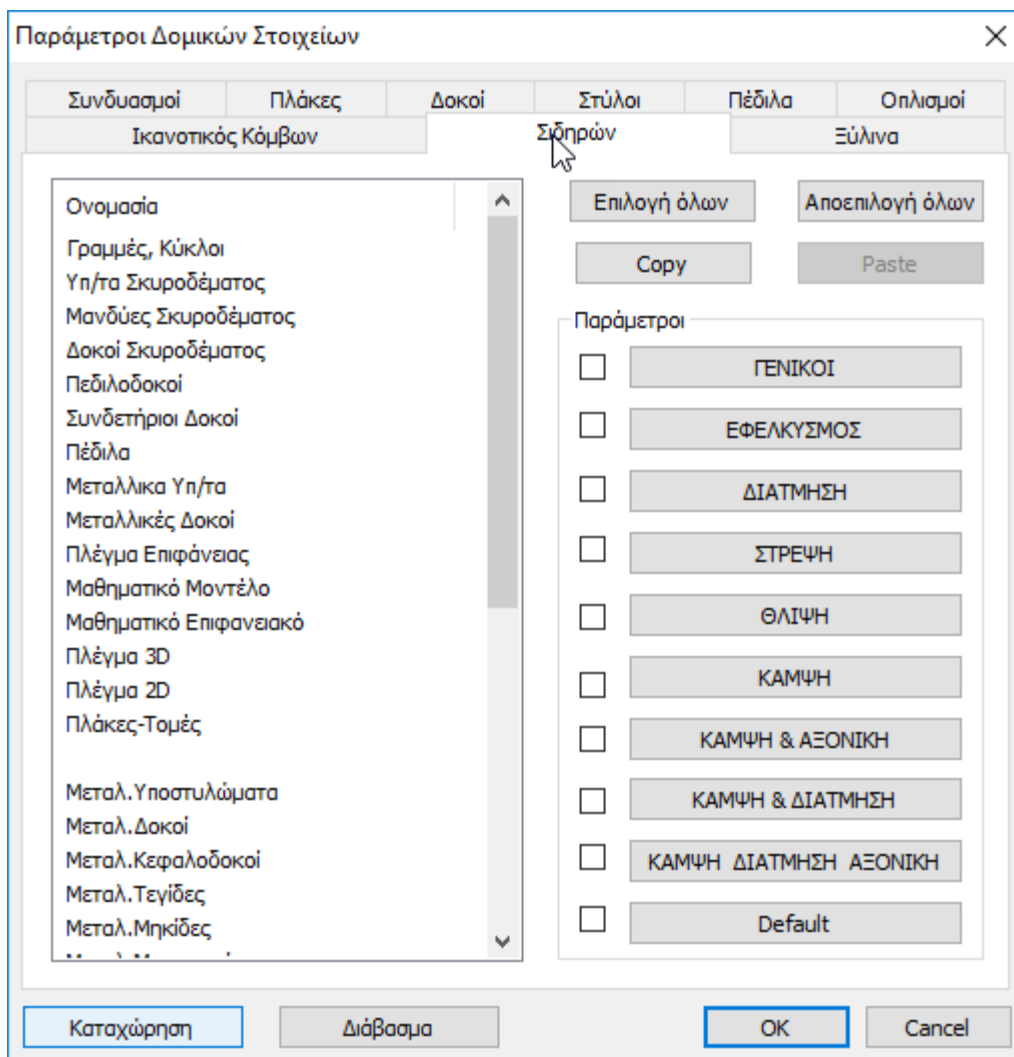 Παράμετροι Δομικών Στοιχείων
Συνδυασμοί Πλάκες Δοκοί Στύλοι Πέδιλα Οπλισμοί
Ικανοτικός Κόμβων Σιδηρών Ξύλινα
Ονομασία
Γραμμές, Κύκλοι
Υπ/τα Σκυροδέματος
Μανδύες Σκυροδέματος
Δοκοί Σκυροδέματος
Πεδιλοδοκοί
Συνδετήριοι Δοκοί
Πέδιλα
Μεταλλικα Υπ/τα
Μεταλλικές Δοκοί
Πλέγμα Επιφάνειας
Μαθηματικό Μοντέλο
Μαθηματικό Επιφανειακό
Πλέγμα 3D
Πλέγμα 2D
Πλάκες-Τομές
Μεταλ.Υποστυλώματα
Μεταλ.Δοκοί
Μεταλ.Κεφαλοδοκοί
Μεταλ.Τεγίδες
Μεταλ.Μηκίδες
Επιλογή όλων Αποεπιλογή όλων
Copy Paste
Παράμετροι
ΓΕΝΙΚΟΙ
ΕΦΕΛΚΥΣΜΟΣ
ΔΙΑΤΜΗΣΗ
ΣΤΡΕΨΗ
ΘΛΙΨΗ
ΚΑΜΨΗ
ΚΑΜΨΗ & ΑΞΟΝΙΚΗ
ΚΑΜΨΗ & ΔΙΑΤΜΗΣΗ
ΚΑΜΨΗ ΔΙΑΤΜΗΣΗ ΑΞΟΝΙΚΗ
Default
Καταχώρηση Διάβασμα OK Cancel